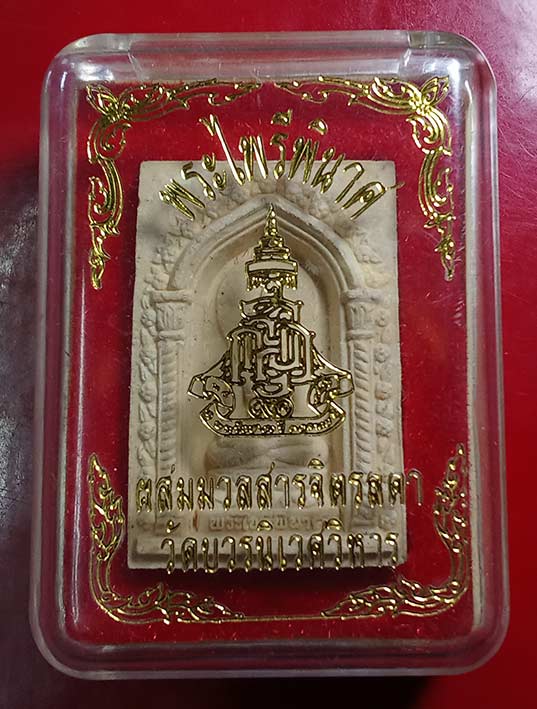 พระไพรีพินาศ
ผสมมวลสารจิตรลดา
วัดบวรนิเวศวิหาร